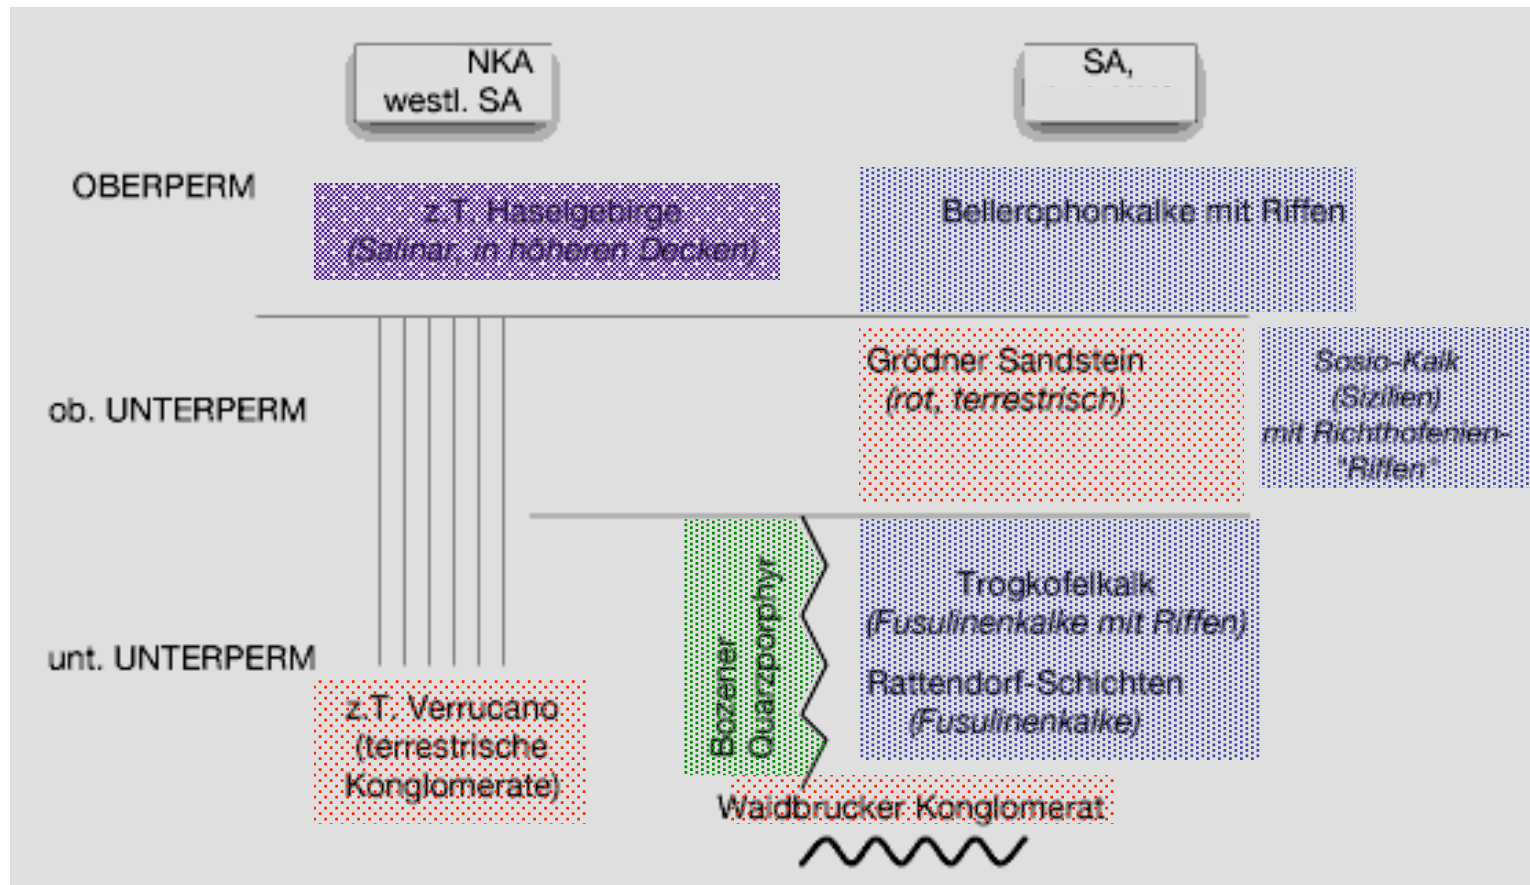 NKA
westl. SA
SA,
OBERPERM
z.T. Haselgebirge
(Salinar, in höheren Decken)
Bellerophonkalke mit Riffen
ob. UNTERPERM
Grödner Sandstein
(rot, terrestrisch)
Sosio-Kalk
(Sizilien)
mit Richthofenien-
"Riffen"
unt. UNTERPERM
z.T. Verrucano
(terrestrische
Konglomerate)
Bozener
Quarzporphyr
Trogkofelkalk
(Fusulinenkalke mit Riffen)
Rattendorf-Schichten
(Fusulinenkalke)
Waidbrucker Konglomerat